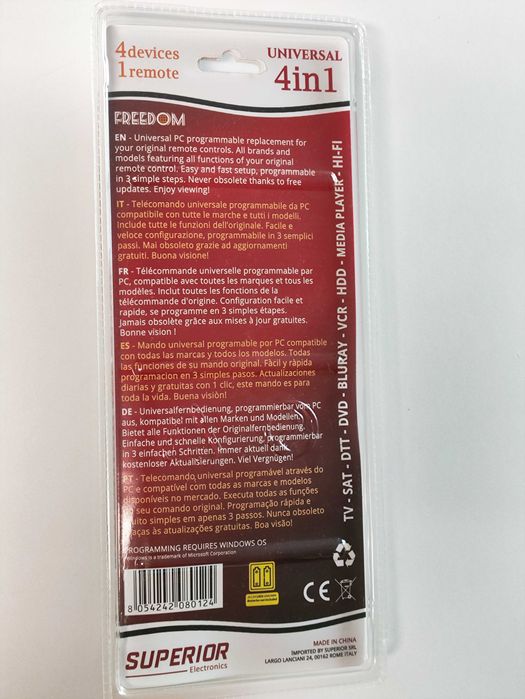 4devices
1remote
UNIVERSAL
4in1
FREEDOM
EN - Universal PC programmable replacement for
your original remote controls. All brands and
models featuring all functions of your original
remote control. Easy and fast setup, programmable
in 3 simple steps. Never obsolete thanks to free
updates. Enjoy viewing!
IT - Telécomando universale programmabile da PC
compatibile con tutte le marche e tutti i modelli.
Include tutte le funzioni dell'originale. Facile e
veloce configurazione, programmabile in 3 semplici
passi. Mai obsoleto grazie ad aggiornamenti
gratuiti. Buona visione!
FR - Télécommande universelle programmable par
PC, compatible avec toutes les marques et tous les
modèles. Inclut toutes les fonctions de la
télécommande d'origine. Configuration facile et
rapide, se programme en 3 simples étapes.
Jamais obsolète grâce aux mises à jour gratuites.
Bonne vision !
ES - Mando universal programable por PC compatible
con todas las marcas y todos los modelos. Todas
las funciones de su mando original. Fàcil y ràpida
programacion en 3 simples pasos. Actualizaciones
diarias y gratuitas con 1 clic, este mando es para
toda la vida. Buena visiòn!
DE - Universalfernbedienung, programmierbar vom PC
aus, kompatibel mit allen Marken und Modellen.
Bietet alle Funktionen der Originalfernbedienung.
Einfache und schnelle Konfigurierung, programmierbar
in 3 einfachen Schritten. Immer aktuell dank
kostenloser Aktualisierungen. Viel Vergnügen!
PT - Telecomando universal programável através do
PC e compatível com todas as marcas e modelos
disponíveis no mercado. Executa todas as funções
do seu comando original. Programação rápida e
muito simples em apenas 3 passos. Nunca obsoleto
graças às atualizações gratuitas. Boa visão!
TV - SAT - DTT - DVD - BLURAY - VCR - HDD - MEDIA PLAYER - HI-FI
PROGRAMMING REQUIRES WINDOWS OS
Windows is a trademark of Microsoft Corporation
8 054242 080124
CE
SUPERIOR
Electronics
MADE IN CHINA
IMPORTED BY SUPERIOR SRL
LARGO LANCIANI 24, 00162 ROME ITALY